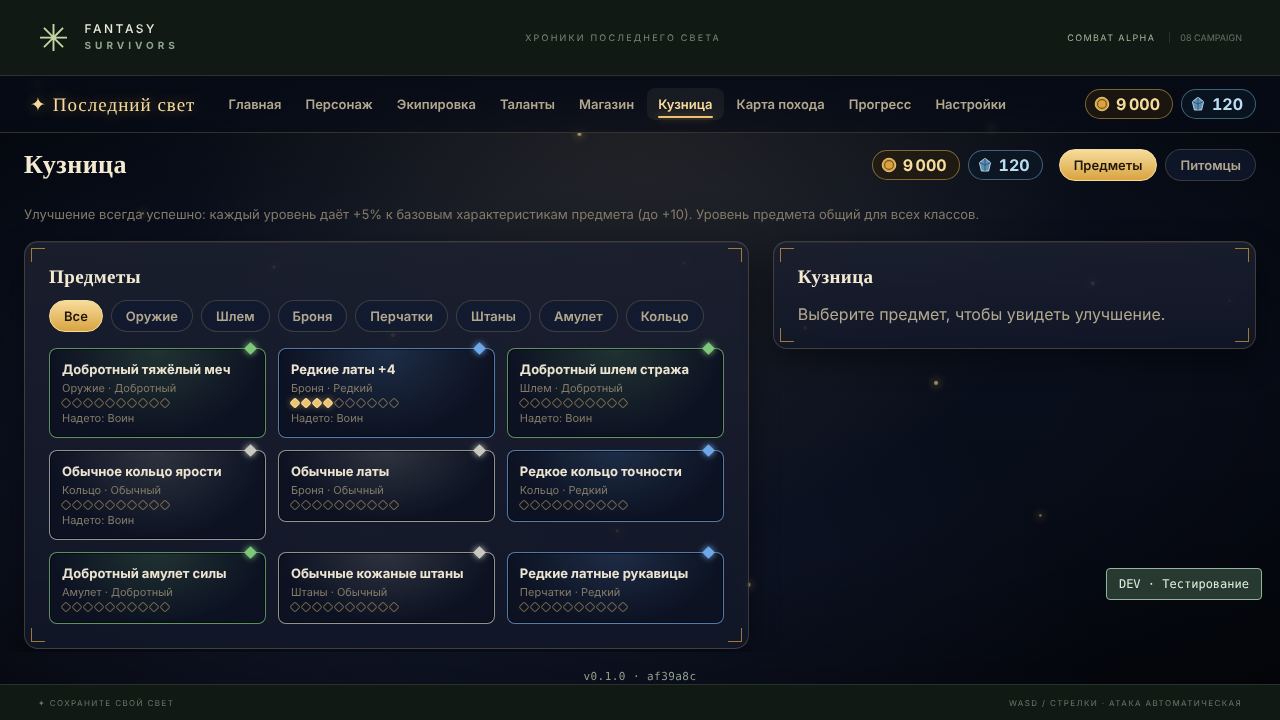 FANTASY
SURVIVORS
ХРОНИКИ ПОСЛЕДНЕГО СВЕТА
COMBAT ALPHA
08 CAMPAIGN
✦ Последний свет
Главная
Персонаж
Экипировка
Таланты
Магазин
Кузница
Карта похода
Прогресс
Настройки
9 000
120
Кузница
9 000
120
Предметы
Питомцы
Улучшение всегда успешно: каждый уровень даёт +5% к базовым характеристикам предмета (до +10). Уровень предмета общий для всех классов.
Предметы
Все
Оружие
Шлем
Броня
Перчатки
Штаны
Амулет
Кольцо
Добротный тяжёлый меч
Оружие · Добротный
Надето: Воин
Редкие латы +4
Броня · Редкий
Надето: Воин
Добротный шлем стража
Шлем · Добротный
Надето: Воин
Обычное кольцо ярости
Кольцо · Обычный
Надето: Воин
Обычные латы
Броня · Обычный
Редкое кольцо точности
Кольцо · Редкий
Добротный амулет силы
Амулет · Добротный
Обычные кожаные штаны
Штаны · Обычный
Редкие латные рукавицы
Перчатки · Редкий
Кузница
Выберите предмет, чтобы увидеть улучшение.
DEV · Тестирование
v0.1.0 · af39a8c
✦ СОХРАНИТЕ СВОЙ СВЕТ
WASD / СТРЕЛКИ · АТАКА АВТОМАТИЧЕСКАЯ